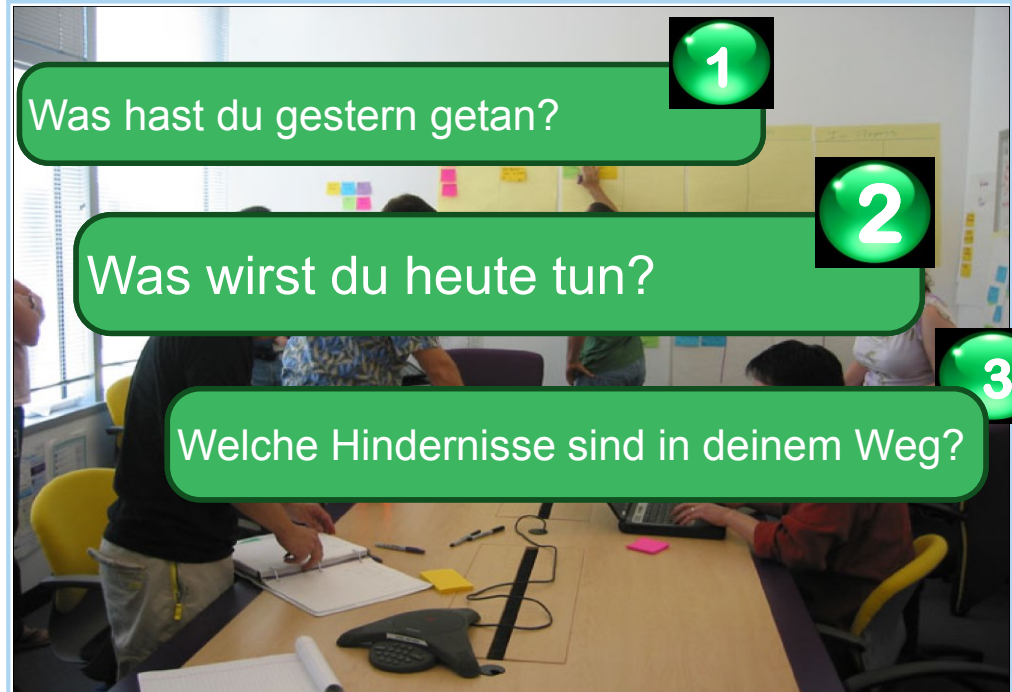 1
Was hast du gestern getan?
2
Was wirst du heute tun?
3
Welche Hindernisse sind in deinem Weg?